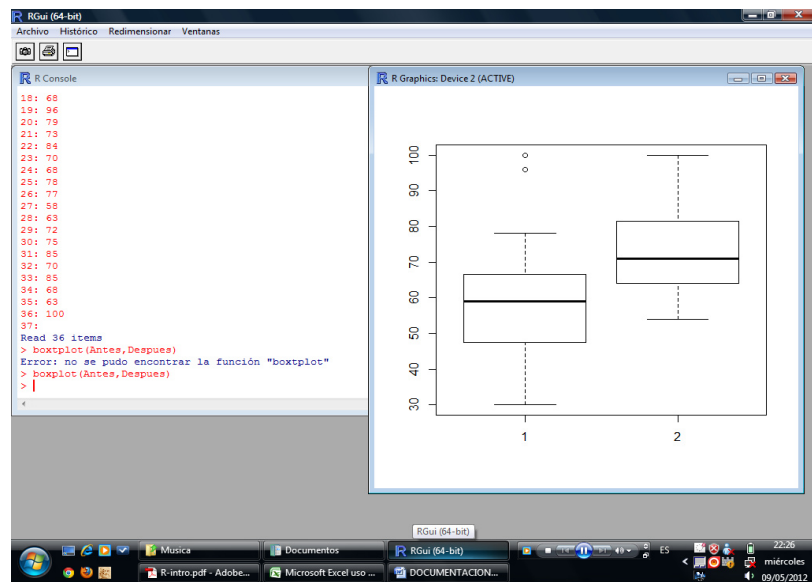 RGui (64-bit)
Archivo Histórico Redimensionar Ventanas
R Console
18: 68
19: 96
20: 79
21: 73
22: 84
23: 70
24: 68
25: 78
26: 77
27: 58
28: 63
29: 72
30: 75
31: 85
32: 70
33: 85
34: 68
35: 63
36: 100
37:
Read 36 items
> boxtplot(Antes,Despues)
Error: no se pudo encontrar la función "boxtplot"
> boxplot(Antes,Despues)
>
R Graphics: Device 2 (ACTIVE)
100
90
80
70
60
50
40
30
1 2
RGui (64-bit)
Musica
Documentos
RGui (64-bit)
ES
22:26
miércoles
R-intro.pdf - Adobe...
Microsoft Excel uso ...
DOCUMENTACION...
09/05/2012